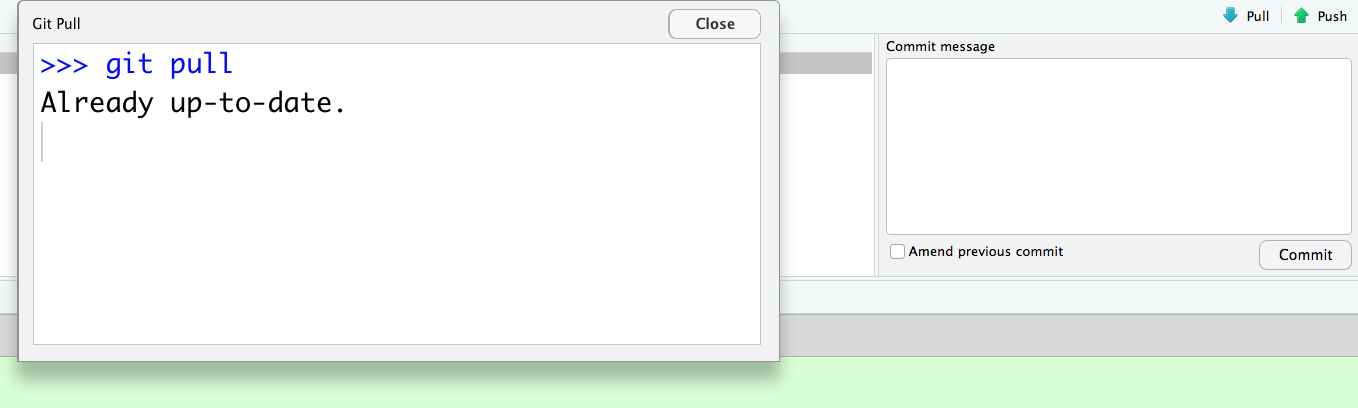 Git Pull
Close
>>> git pull
Already up-to-date.
Pull
Push
Commit message
Amend previous commit
Commit